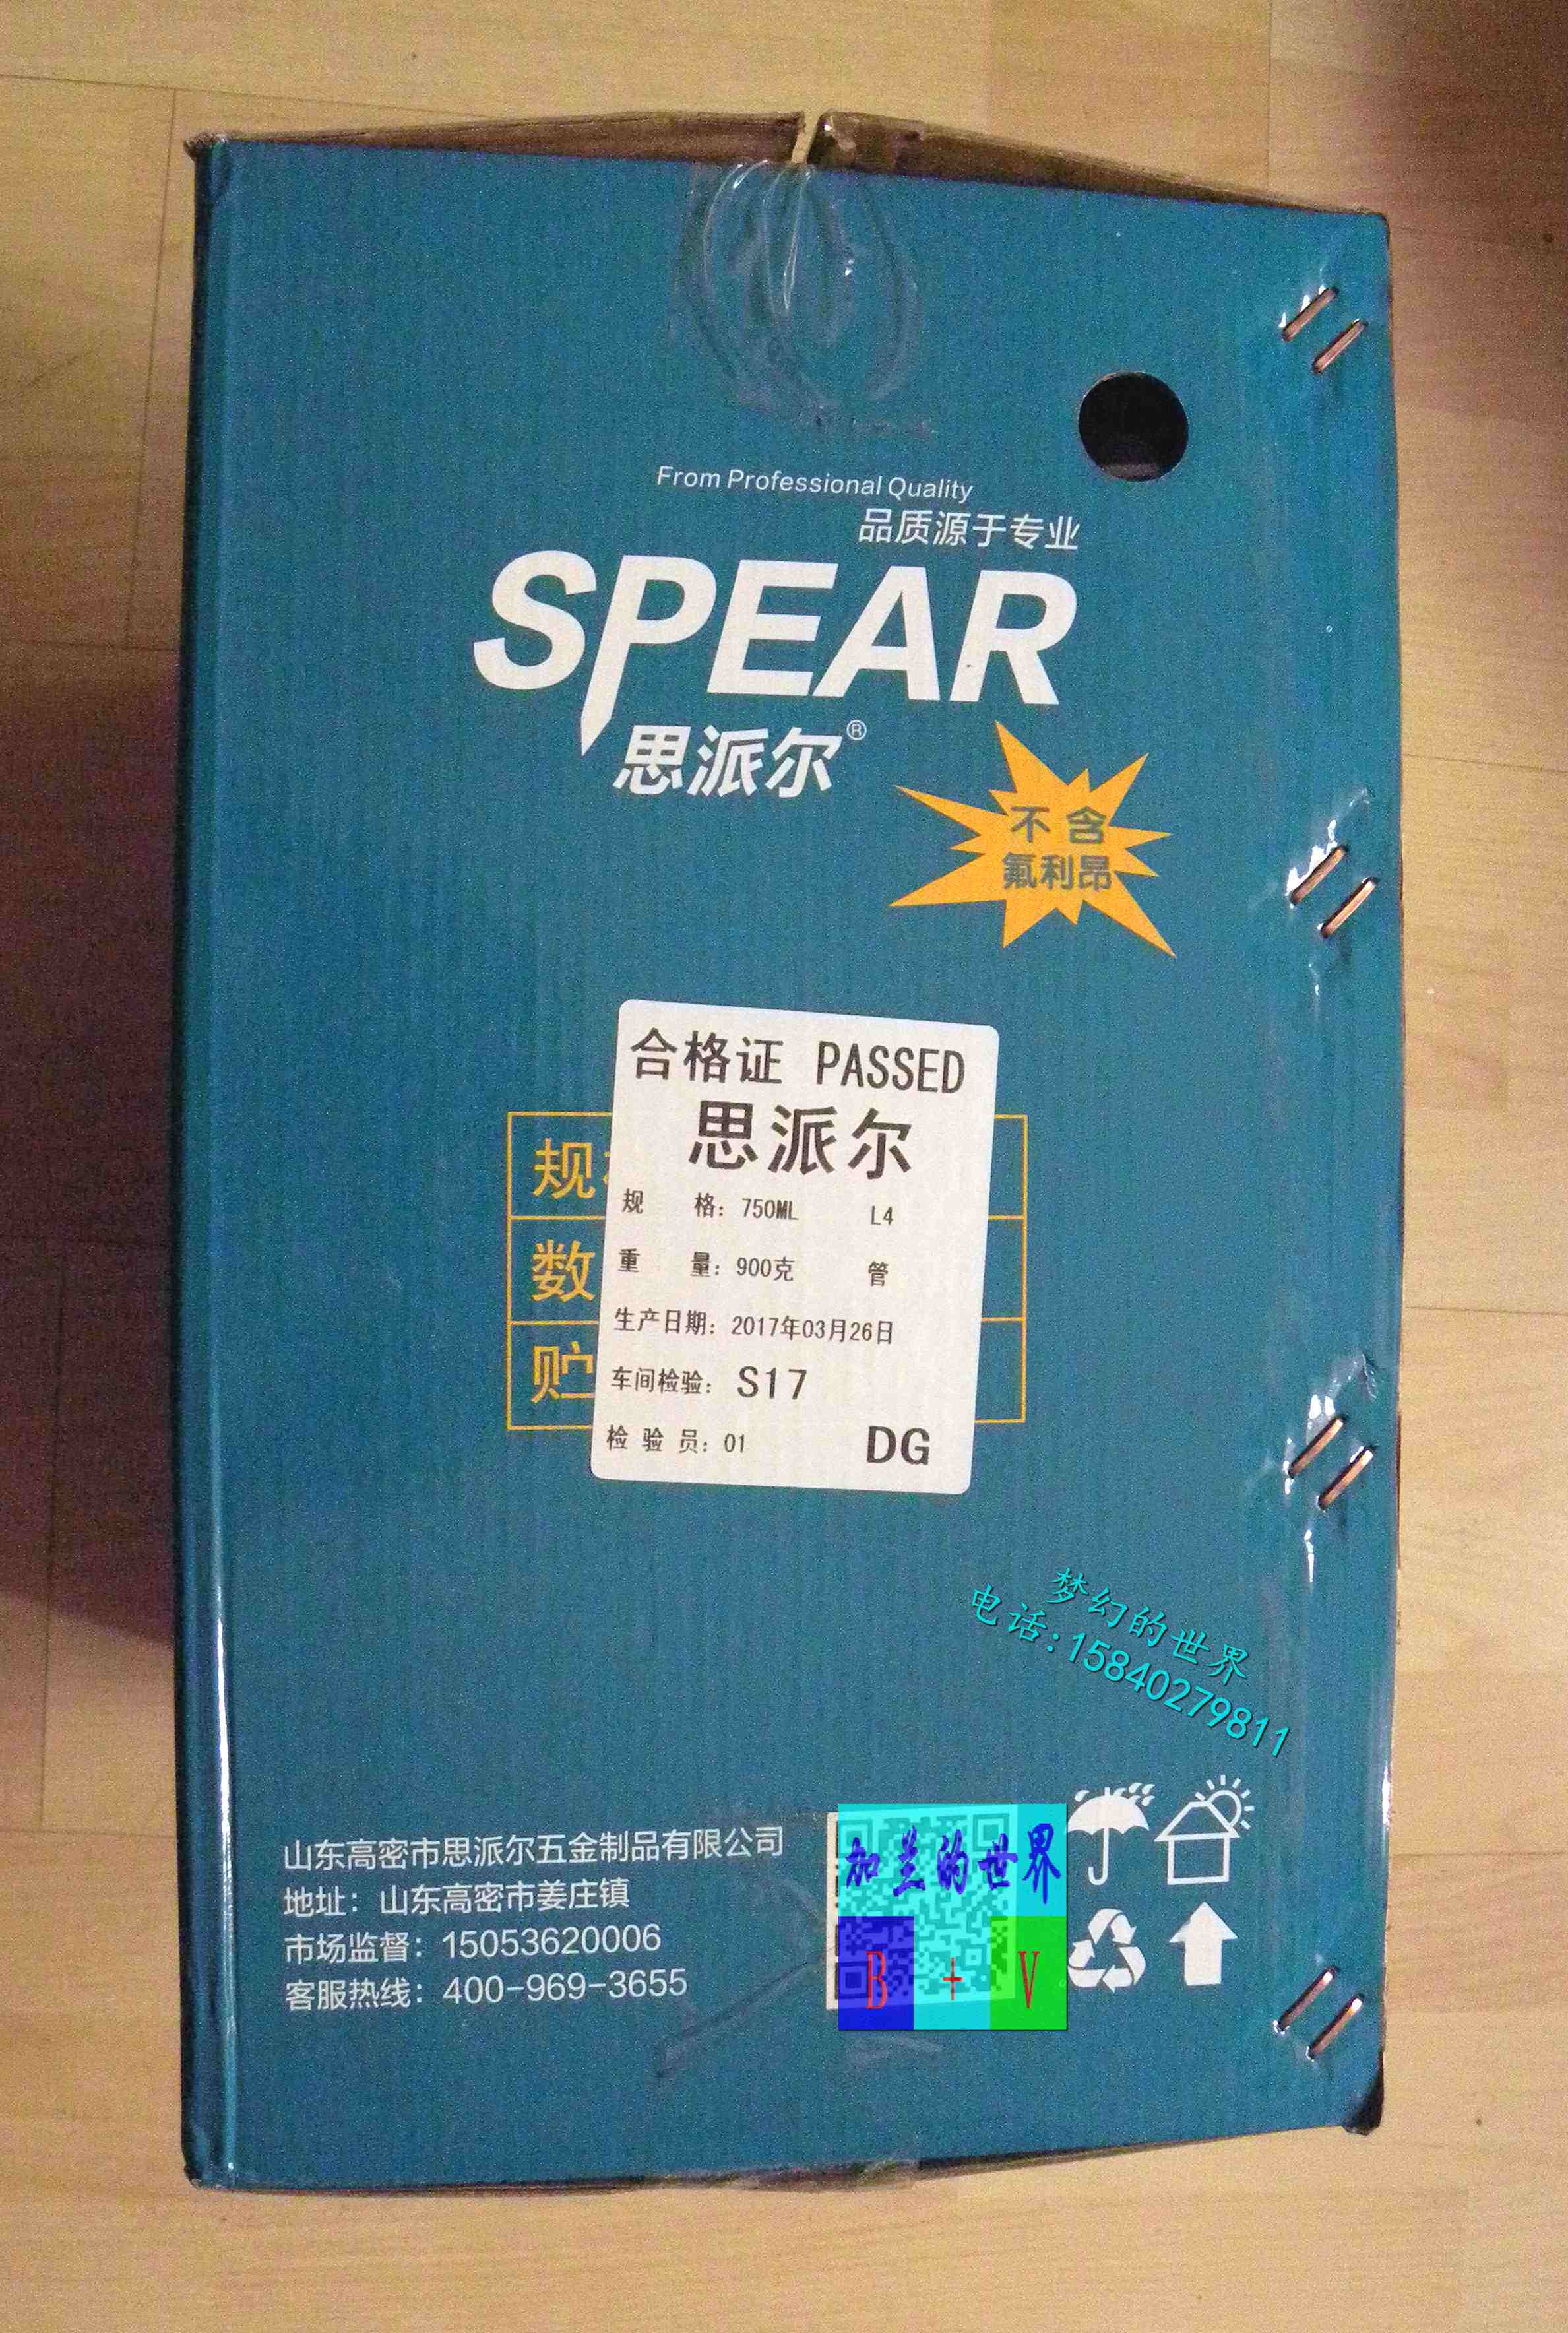 From Professional Quality
品质源于专业
SPEAR
思派尔®
不含
氟利昂
合格证 PASSED
思派尔
规 格：750ML L4
重 量：900克 管
生产日期：2017年03月26日
车间检验：S17
检 验 员：01 DG
规
数
贮
梦幻的世界
电话:15840279811
山东高密市思派尔五金制品有限公司
地址：山东高密市姜庄镇
市场监督：15053620006
客服热线：400-969-3655
加兰的世界
B + V